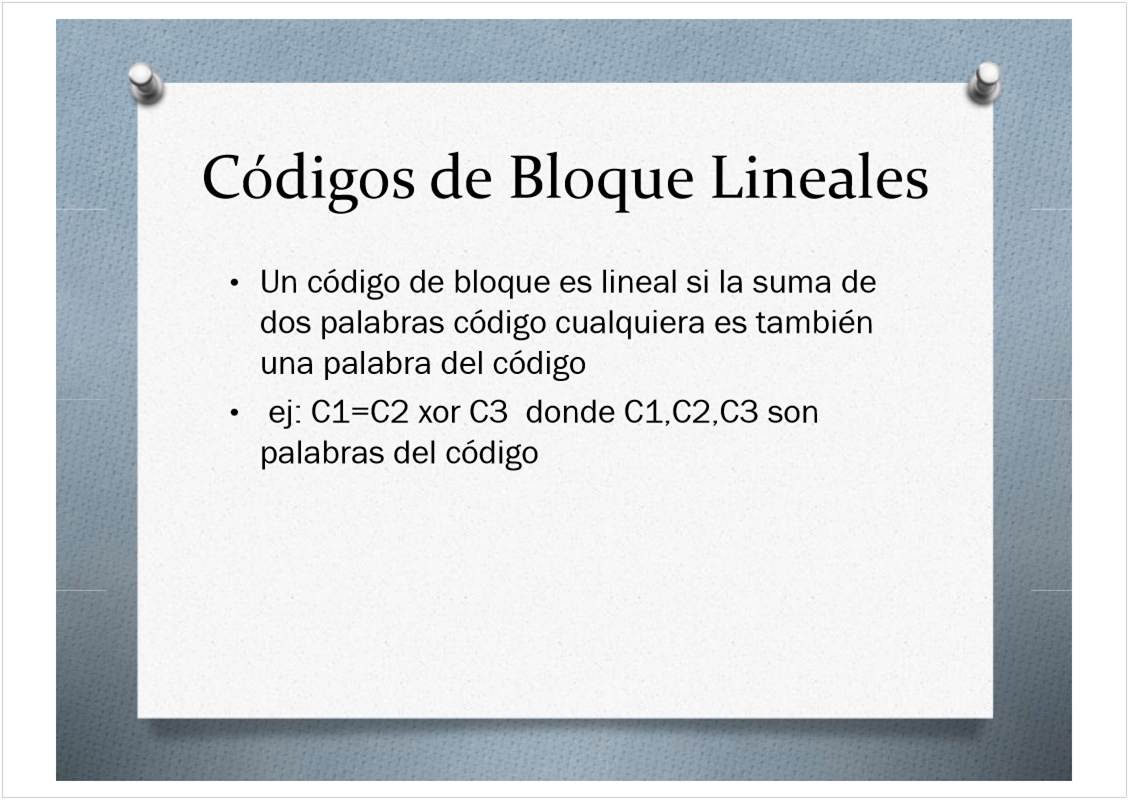 Códigos de Bloque Lineales
• Un código de bloque es lineal si la suma de
dos palabras código cualquiera es también
una palabra del código
• ej: C1=C2 xor C3 donde C1,C2,C3 son
palabras del código